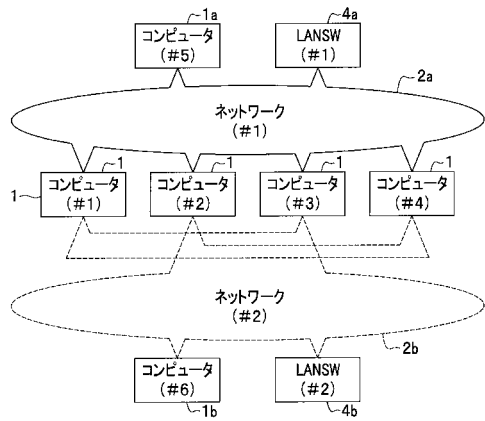 1a
4a
コンピュータ
(#5)
LANSW
(#1)
2a
ネットワーク
(#1)
1
1
1
1
1
コンピュータ
(#1)
コンピュータ
(#2)
コンピュータ
(#3)
コンピュータ
(#4)
ネットワーク
(#2)
2b
コンピュータ
(#6)
LANSW
(#2)
1b
4b